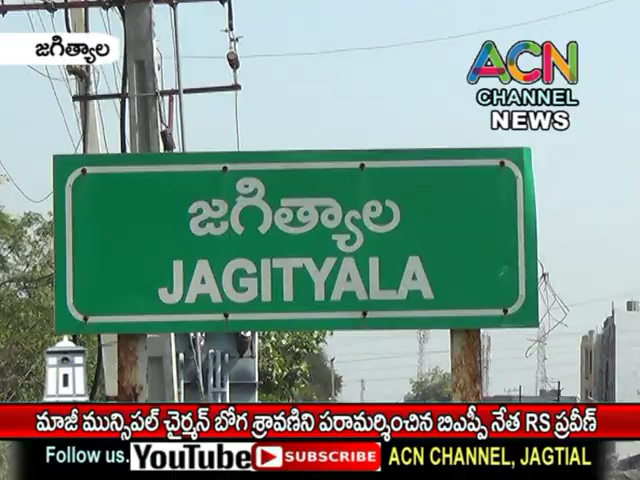 జగిత్యాల
ACN
CHANNEL
NEWS
జగిత్యాల
JAGITYALA
మాజీ మున్సిపల్ చైర్మన్ బోగ శ్రావణిని పరామర్శించిన బిఎస్పీ నేత RS ప్రవీణ్
Follow us. YouTube SUBSCRIBE ACN CHANNEL, JAGTIAL